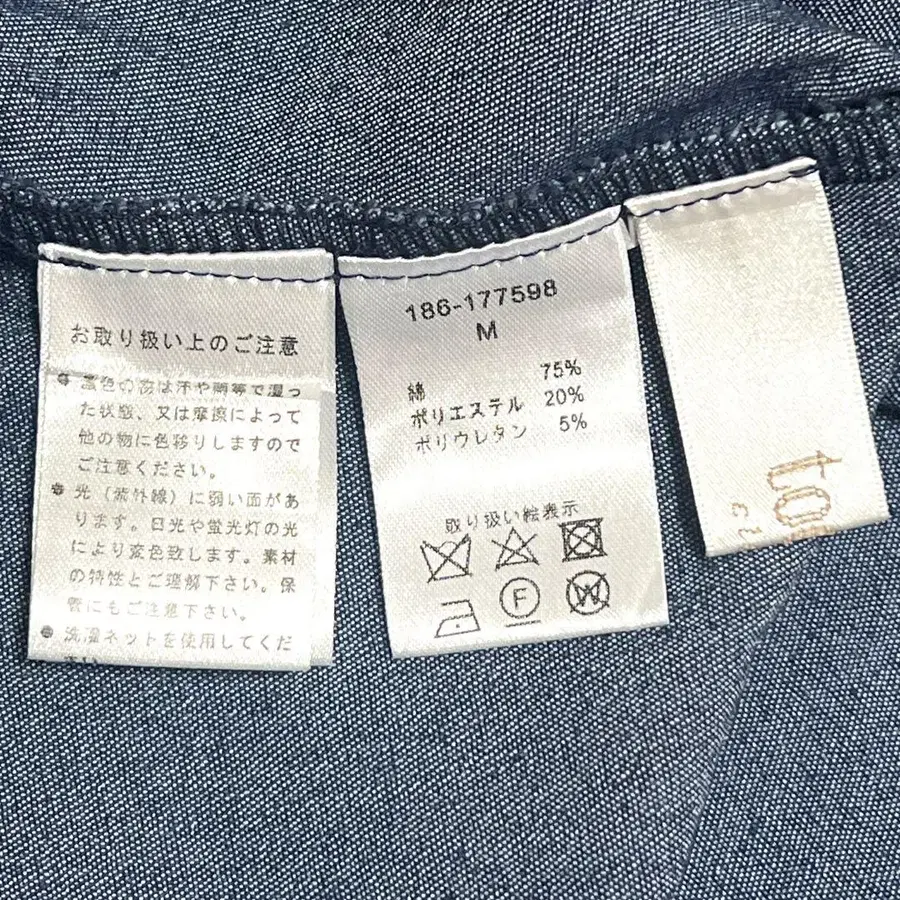 お取り扱い上のご注意
● 濃色の物は汗や雨等で湿っ
た状態、又は摩擦によって
他の物に色移りしますので
ご注意ください。
● 光（紫外線）に弱い面があ
ります。日光や蛍光灯の光
により変色致します。素材
の特性とご理解下さい。保
管にもご注意下さい。
● 洗濯ネットを使用してくだ
さい
186-177598
M
綿 75%
ポリエステル 20%
ポリウレタン 5%
取り扱い絵表示
F
W